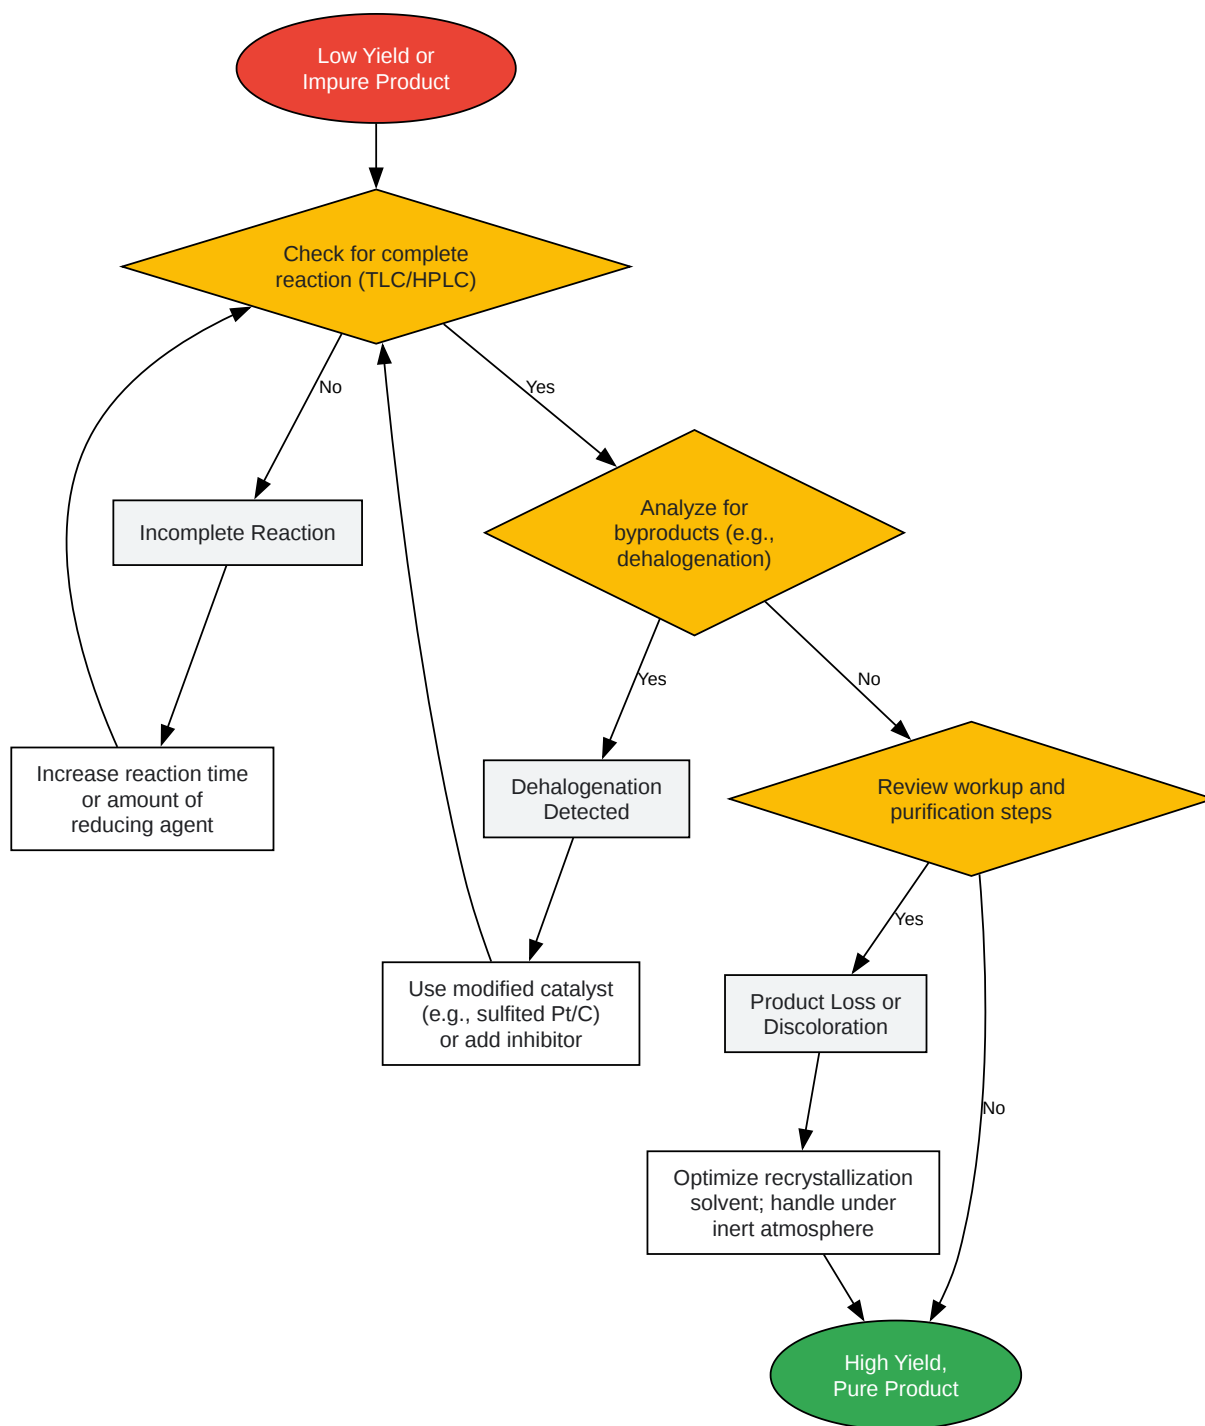 Low Yield or
Impure Product
Check for complete
reaction (TLC/HPLC)
No
Yes
Incomplete Reaction
Analyze for
byproducts (e.g.,
dehalogenation)
Yes
No
Increase reaction time
or amount of
reducing agent
Dehalogenation
Detected
Review workup and
purification steps
Yes
No
Use modified catalyst
(e.g., sulfited Pt/C)
or add inhibitor
Product Loss or
Discoloration
Optimize recrystallization
solvent; handle under
inert atmosphere
High Yield,
Pure Product